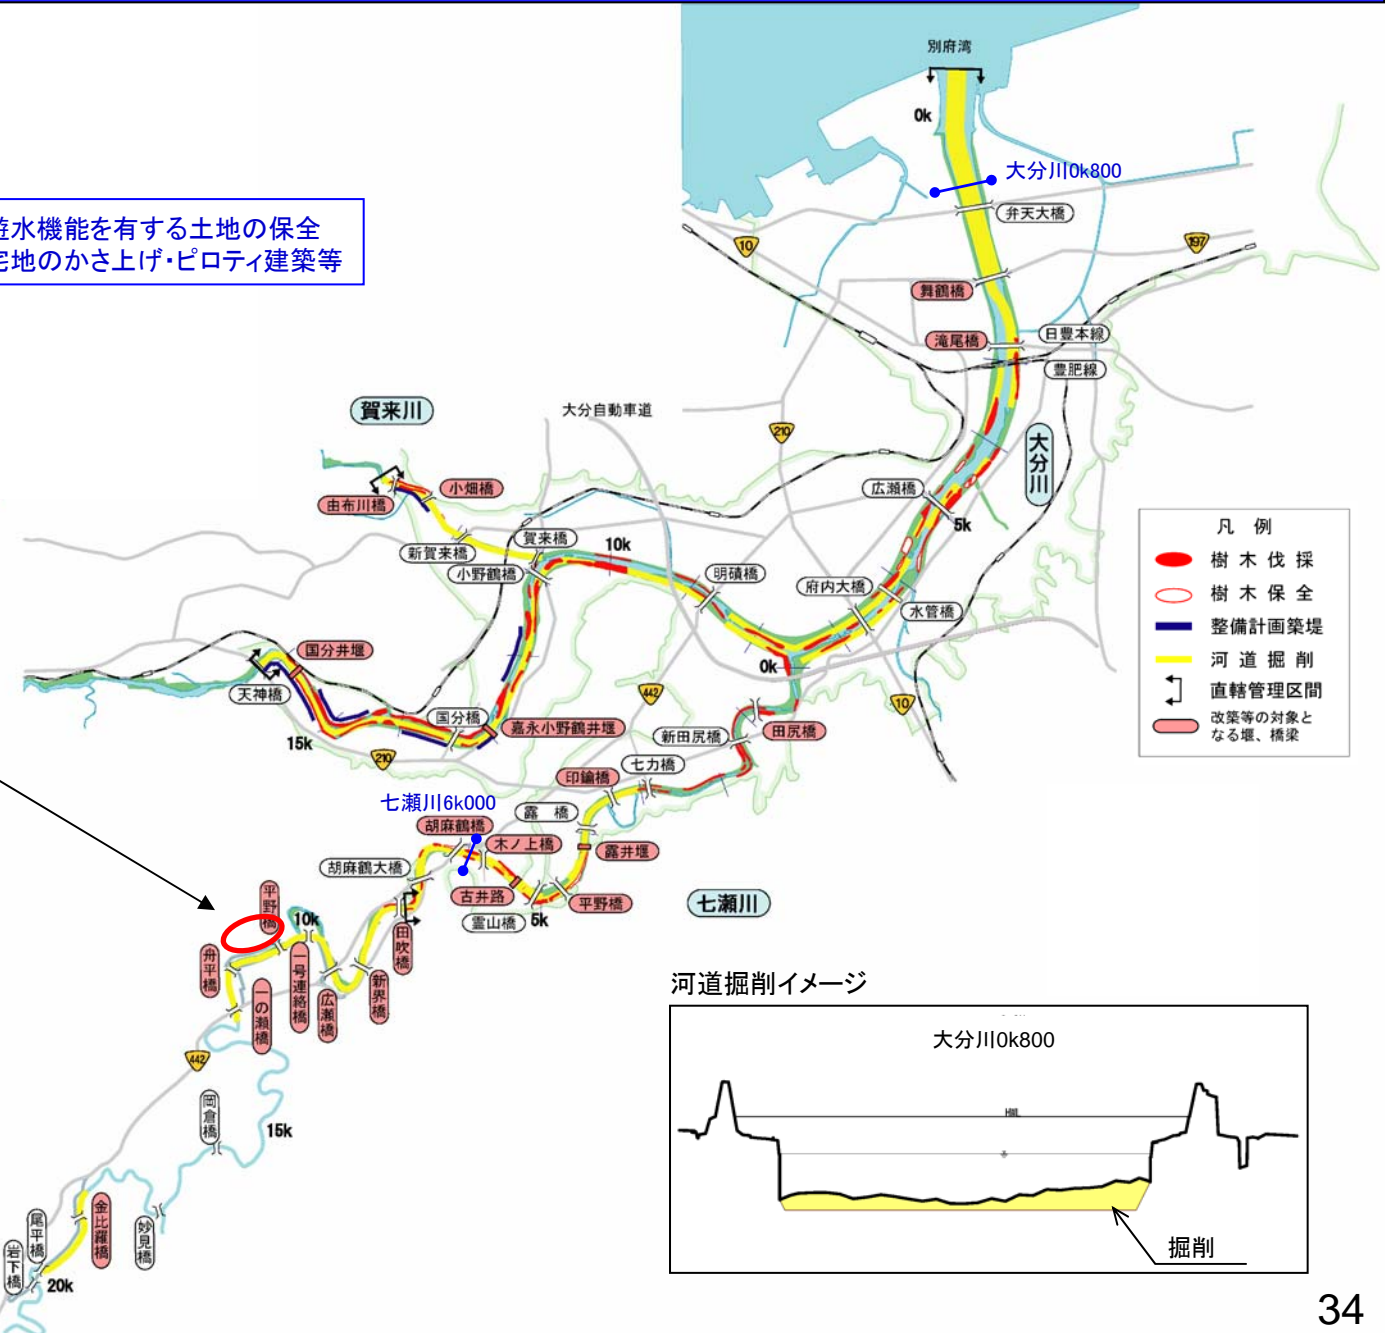 別府湾
0k
大分川0k800
弁天大橋
水機能を有する土地の保全
地のかさ上げ・ピロティ建築等
10
197
舞鶴橋
滝尾橋
日豊本線
豊肥線
賀来川
大分自動車道
210
大分川
小畑橋
由布川橋
広瀬橋
5k
新賀来橋
賀来橋
10k
小野鶴橋
明磧橋
府内大橋
水管橋
凡 例
樹木伐採
樹木保全
整備計画築堤
河道掘削
直轄管理区間
改築等の対象と
なる堰、橋梁
国分井堰
天神橋
0k
442
10
国分橋
嘉永小野鶴井堰
15k
210
新田尻橋
田尻橋
七力橋
印鑰橋
七瀬川6k000
露 橋
胡麻鶴橋
木ノ上橋
露井堰
胡麻鶴大橋
古井路
平野橋
霊山橋
5k
七瀬川
平野橋
10k
田吹橋
舟平橋
一の瀬橋
一号連絡橋
広瀬橋
新界橋
442
岡倉橋
15k
金比羅橋
妙見橋
尾平橋
岩下橋
20k
河道掘削イメージ
大分川0k800
HWL
掘削
34